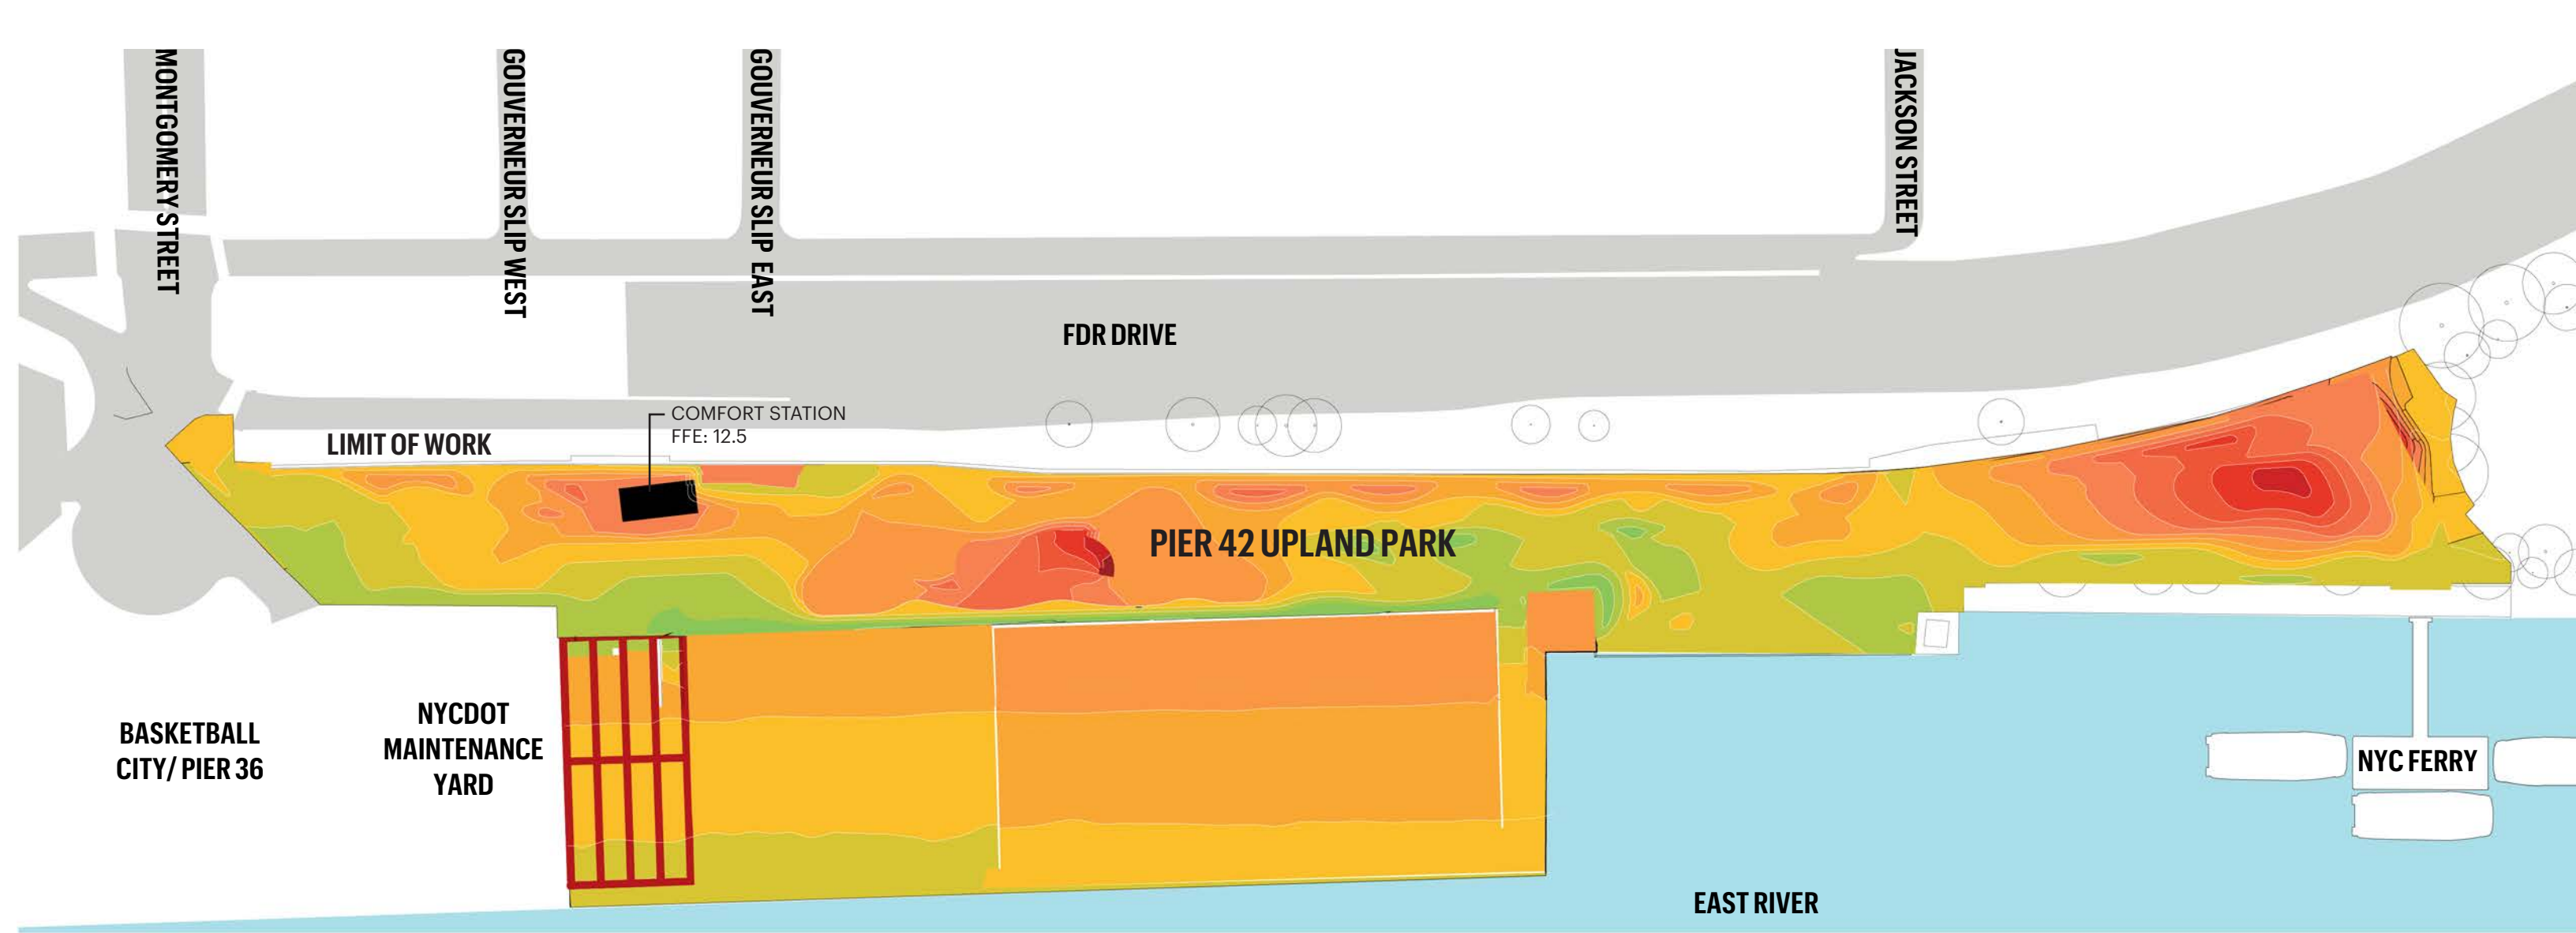 MONTGOMERY STREET
GOUVERNEUR SLIP WEST
GOUVERNEUR SLIP EAST
JACKSON STREET
FDR DRIVE
COMFORT STATION
FFE: 12.5
LIMIT OF WORK
PIER 42 UPLAND PARK
BASKETBALL
CITY/ PIER 36
NYCDOT
MAINTENANCE
YARD
NYC FERRY
EAST RIVER